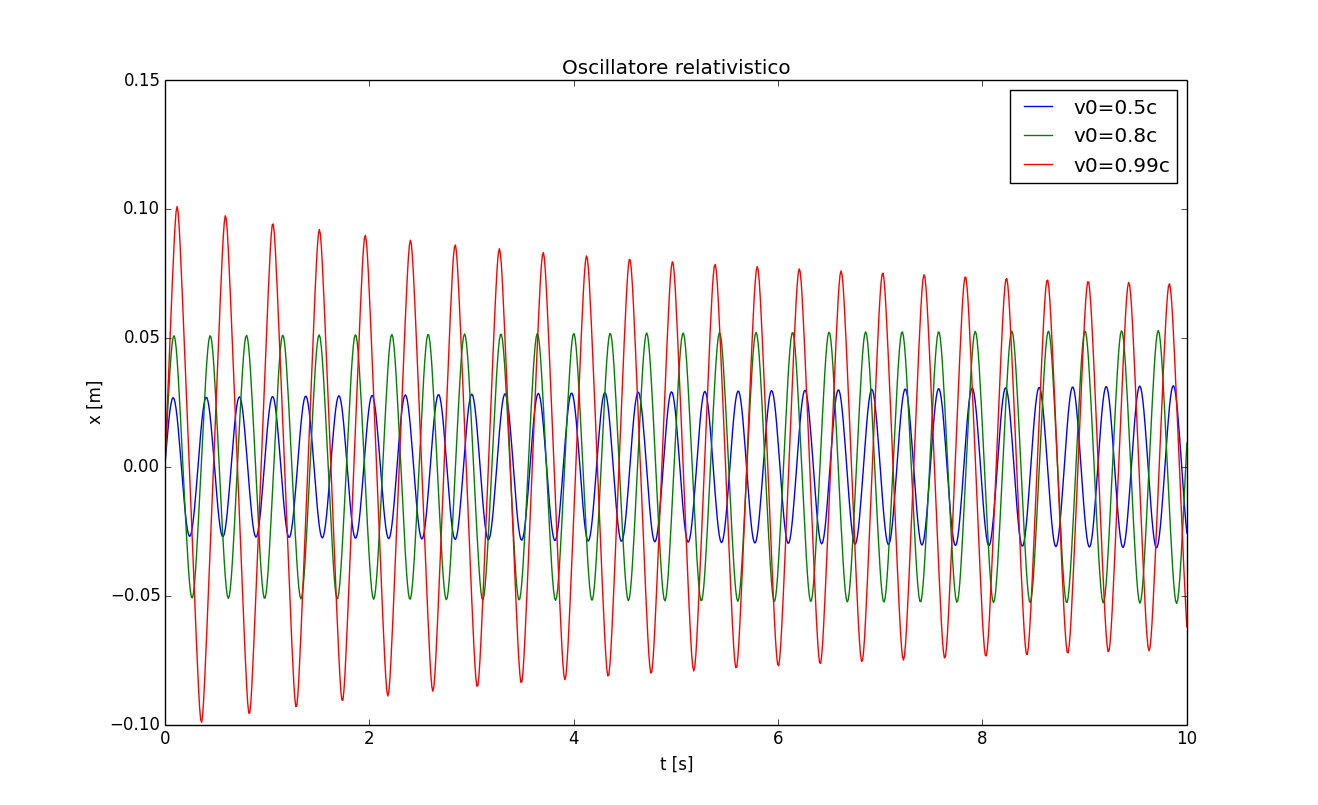 Oscillatore relativistico
v0=0.5c
v0=0.8c
v0=0.99c
0.15
0.10
0.05
0.00
−0.05
−0.10
x [m]
0 2 4 6 8 10
t [s]